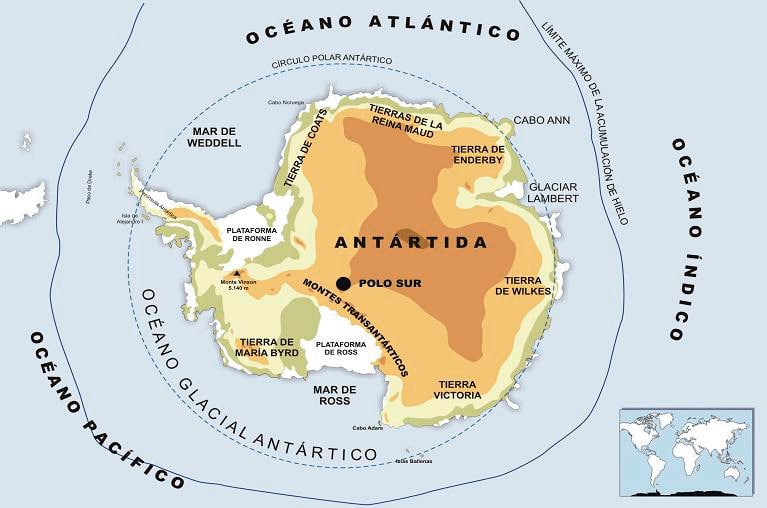 OCÉANO ATLÁNTICO
LÍMITE MÁXIMO DE LA ACUMULACIÓN DE HIELO
CÍRCULO POLAR ANTÁRTICO
Cabo Noruega
TIERRAS DE LA
REINA MAUD
CABO ANN
MAR DE
WEDDELL
TIERRA DE COATS
TIERRA DE
ENDERBY
OCÉANO ÍNDICO
Paso de Drake
Península Antártica
GLACIAR
LAMBERT
Isla de
Alejandro I
PLATAFORMA
DE RONNE
ANTÁRTIDA
Monte Vinson
5.140 m
POLO SUR
TIERRA
DE WILKES
MONTES TRANSANTÁRTICOS
OCÉANO GLACIAL ANTÁRTICO
OCÉANO PACÍFICO
TIERRA DE
MARÍA BYRD
PLATAFORMA
DE ROSS
MAR DE
ROSS
TIERRA
VICTORIA
Cabo Adare
Islas Ballenas